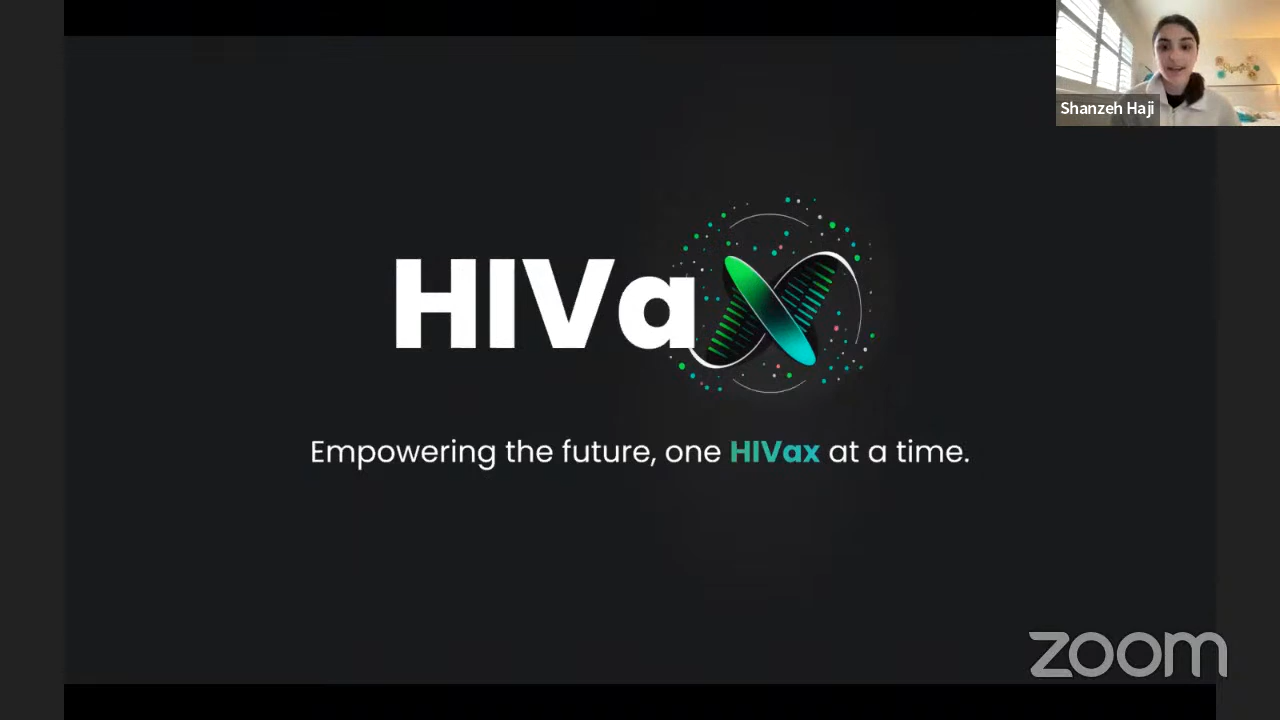 Shanzeh Haji
HIVax
Empowering the future, one HIVax at a time.
zoom